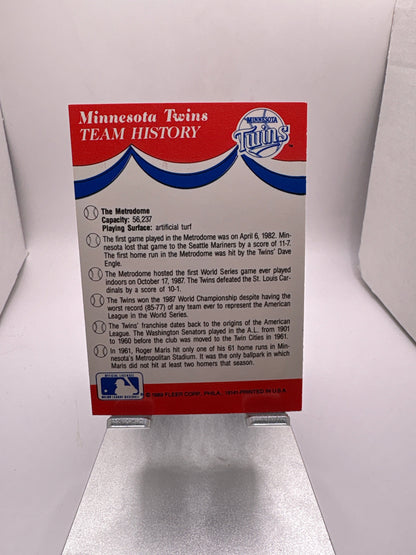 Minnesota Twins
TEAM HISTORY
MINNESOTA
Twins
TM
The Metrodome
Capacity: 56,237
Playing Surface: artificial turf
The first game played in the Metrodome was on April 6, 1982. Min-
nesota lost that game to the Seattle Mariners by a score of 11-7.
The first home run in the Metrodome was hit by the Twins' Dave
Engle.
The Metrodome hosted the first World Series game ever played
indoors on October 17, 1987. The Twins defeated the St. Louis Car-
dinals by a score of 10-1.
The Twins won the 1987 World Championship despite having the
worst record (85-77) of any team ever to represent the American
League in the World Series.
The Twins' franchise dates back to the origins of the American
League. The Washington Senators played in the A.L. from 1901
to 1960 before the club was moved to the Twin Cities in 1961.
In 1961, Roger Maris hit only one of his 61 home runs in Min-
nesota's Metropolitan Stadium. It was the only ballpark in which
Maris did not hit at least two homers that season.
OFFICIAL LICENSEE
MAJOR LEAGUE BASEBALL
FLEER CORP., PHILA., 19141 PRINTED IN U.S.A.